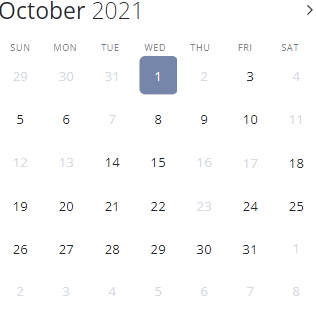 October 2021
SUN MON TUE WED THU FRI SAT
29 30 31 1 2 3 4
5 6 7 8 9 10 11
12 13 14 15 16 17 18
19 20 21 22 23 24 25
26 27 28 29 30 31 1
2 3 4 5 6 7 8